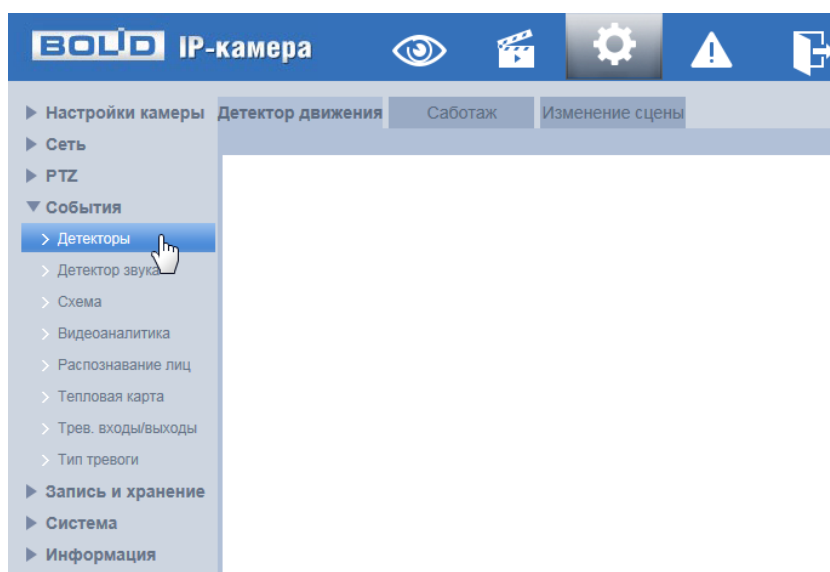 BOLID IP-камера
Настройки камеры
Сеть
PTZ
События
Детекторы
Детектор звука
Схема
Видеоаналитика
Распознавание лиц
Тепловая карта
Трев. входы/выходы
Тип тревоги
Запись и хранение
Система
Информация
Детектор движения Саботаж Изменение сцены